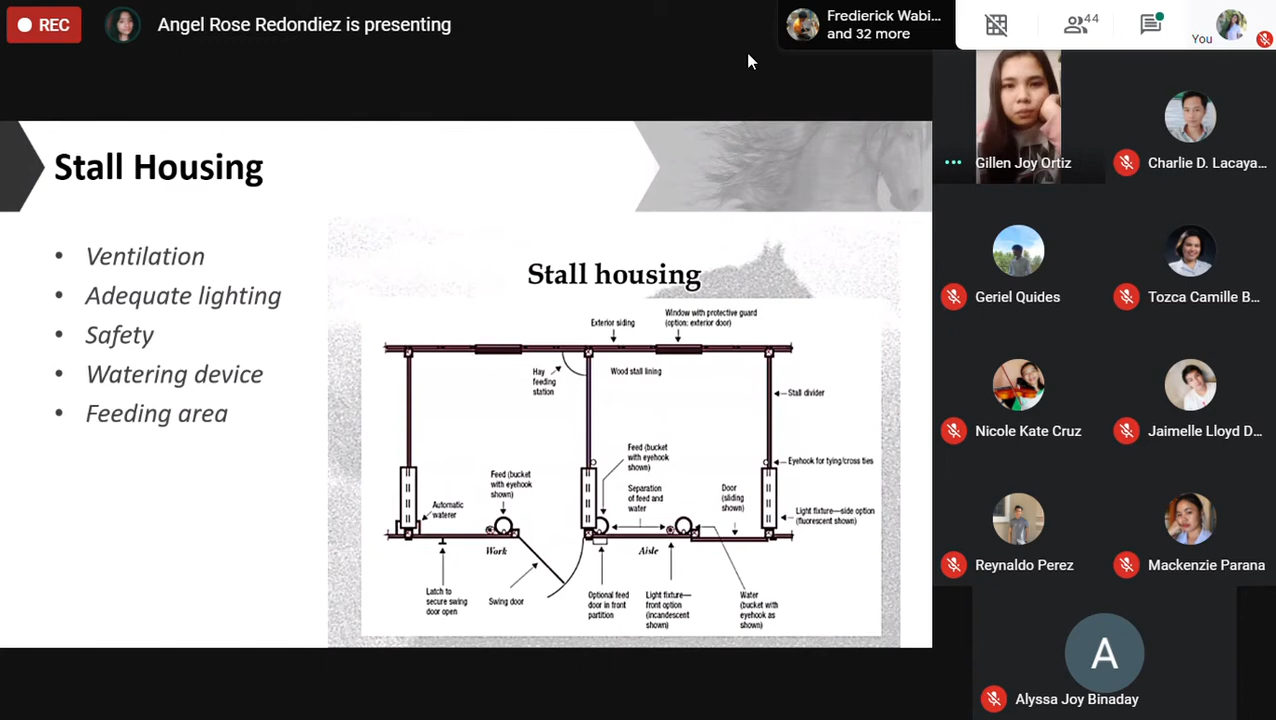 REC
Angel Rose Redondiez is presenting
Fredierick Wabi...
and 32 more
44
You
Stall Housing
• Ventilation
• Adequate lighting
• Safety
• Watering device
• Feeding area
Stall housing
Exterior siding
Window with protective guard
(option: exterior door)
Hay
feeding
station
Wood stall lining
Stall divider
Feed (bucket
with eyehook
shown)
Eyehook for tying/cross ties
Feed (bucket
with eyehook
shown)
Separation
of feed and
water
Door
(sliding
shown)
Automatic
waterer
Light fixture—side option
(fluorescent shown)
Work
Aisle
Latch to
secure swing
door open
Swing door
Optional feed
door in front
partition
Light fixture—
front option
(incandescent
shown)
Water
(bucket with
eyehook as
shown)
Gillen Joy Ortiz
Charlie D. Lacaya...
Geriel Quides
Tozca Camille B...
Nicole Kate Cruz
Jaimelle Lloyd D...
Reynaldo Perez
Mackenzie Parana
A
Alyssa Joy Binaday